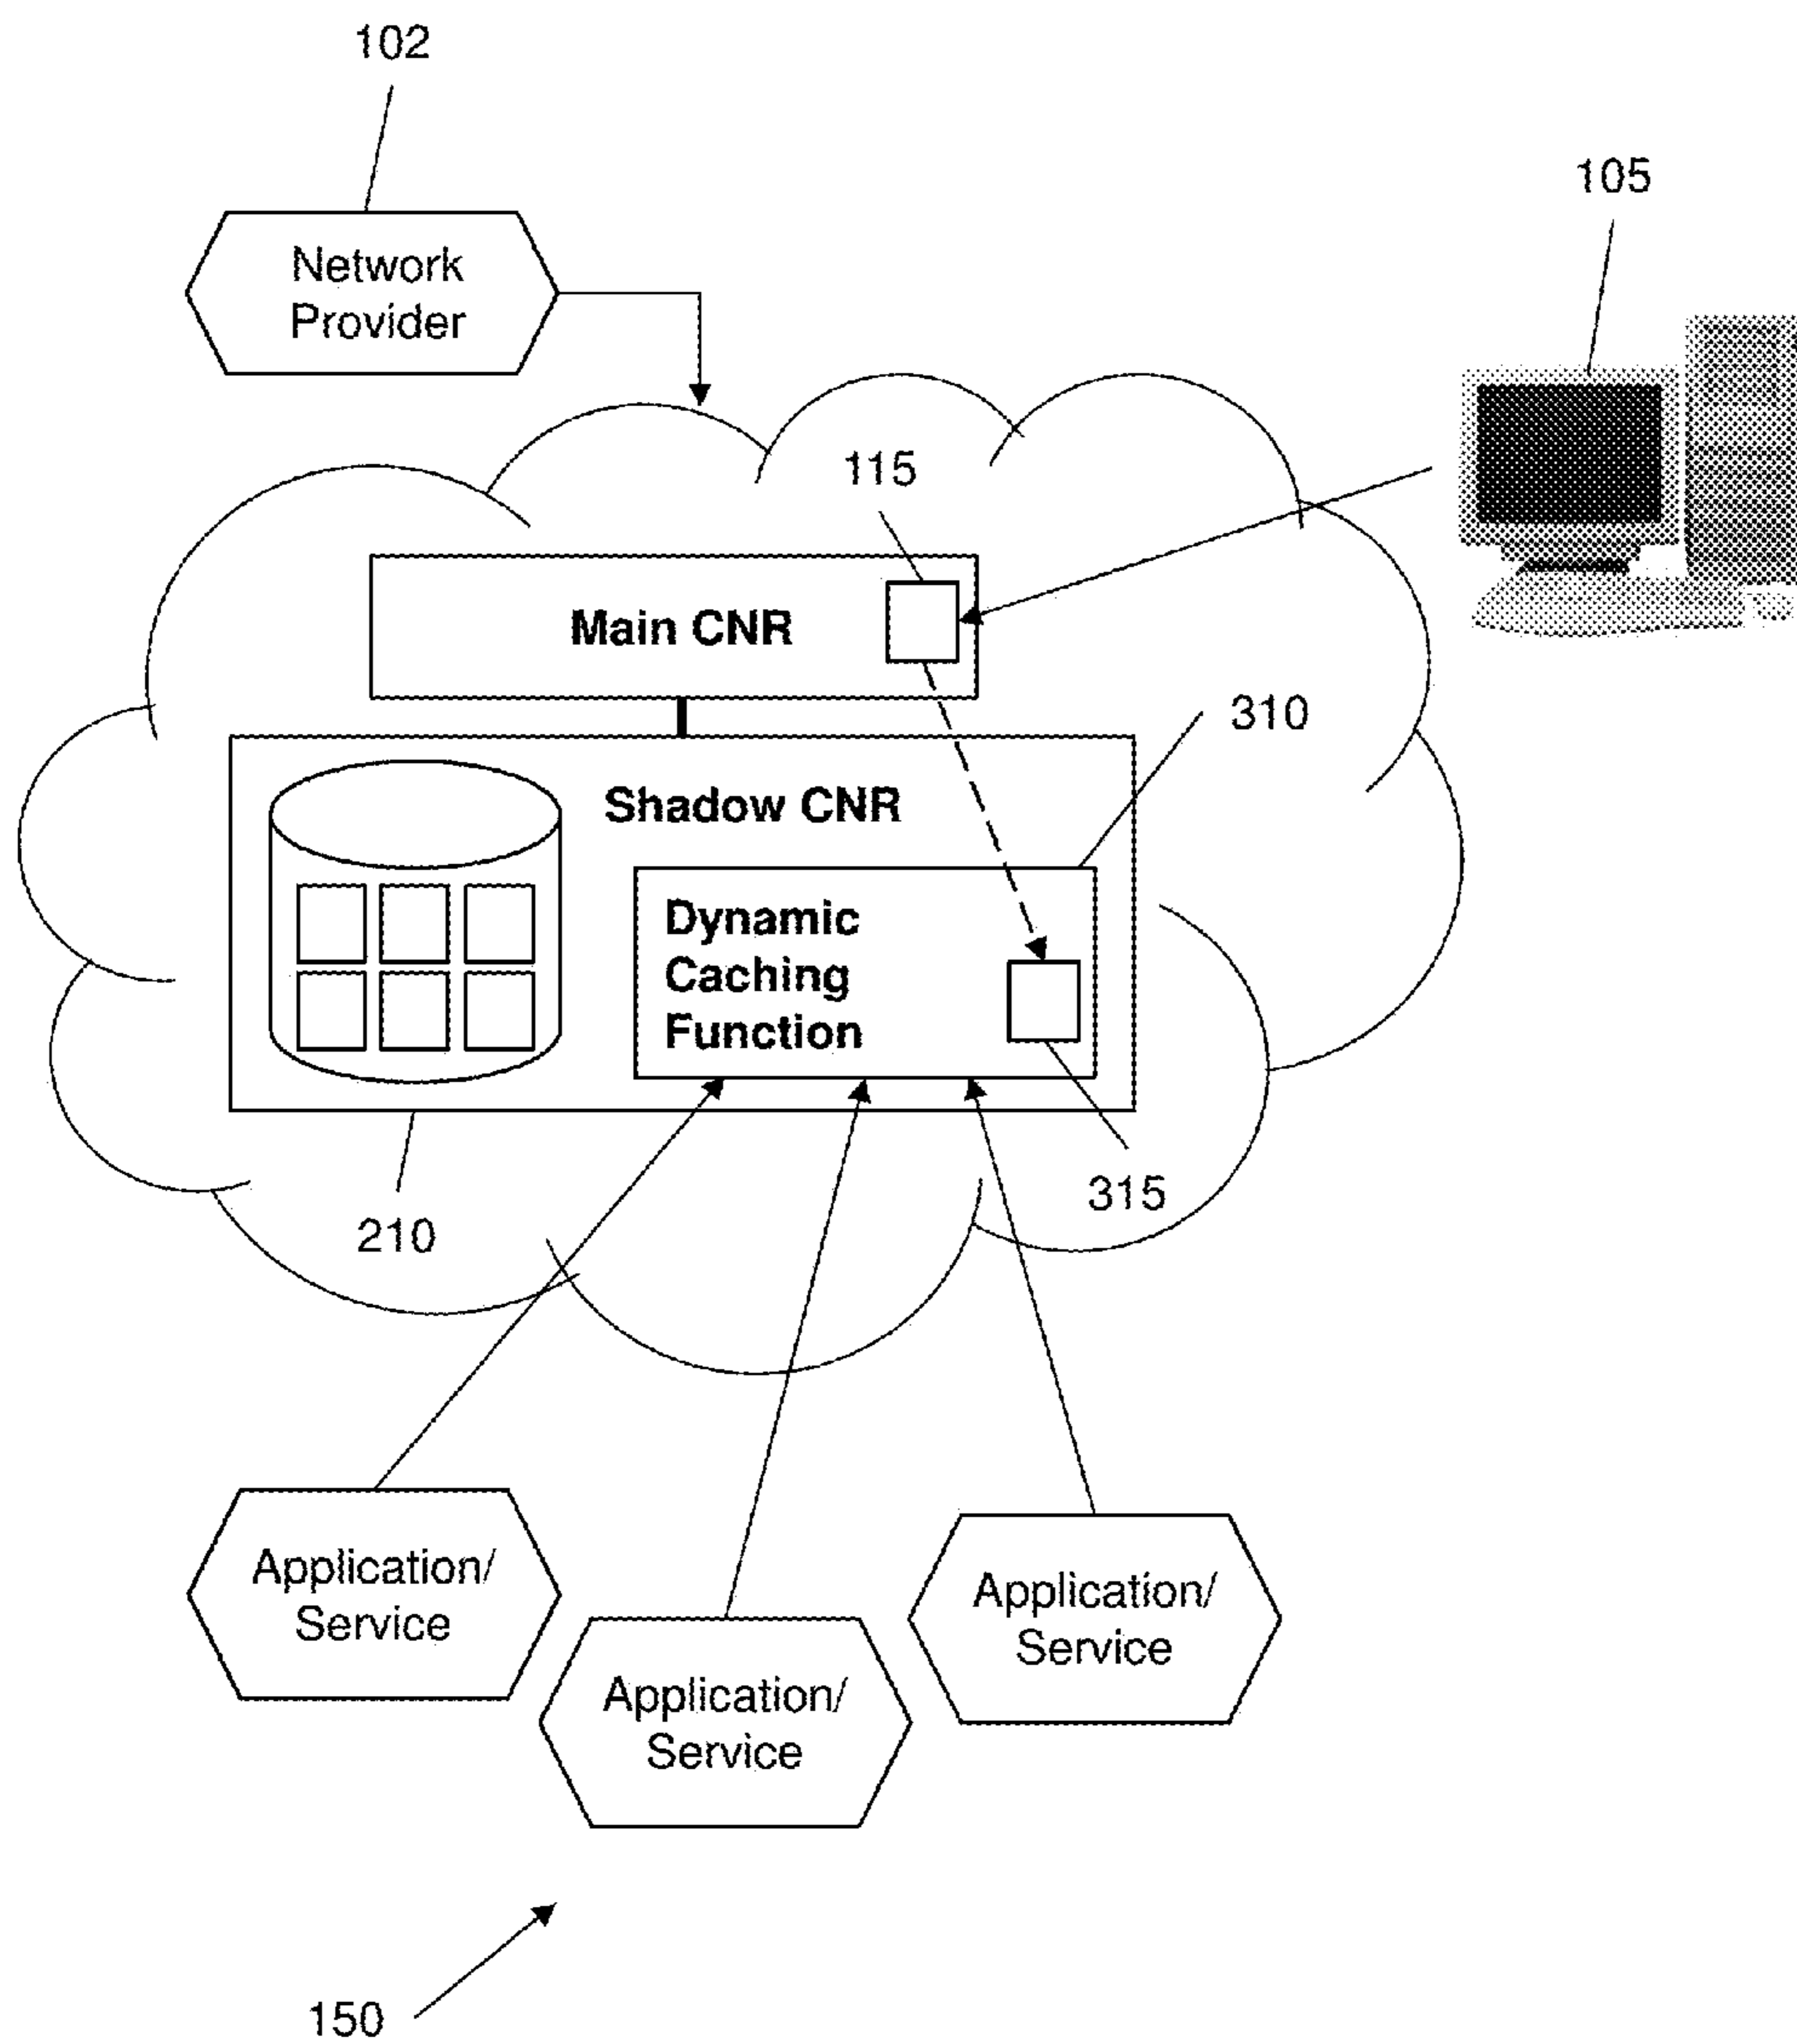 102
105
Network
Provider
115
Main CNR
310
Shadow CNR
Dynamic
Caching
Function
315
210
Application/
Service
Application/
Service
Application/
Service
150